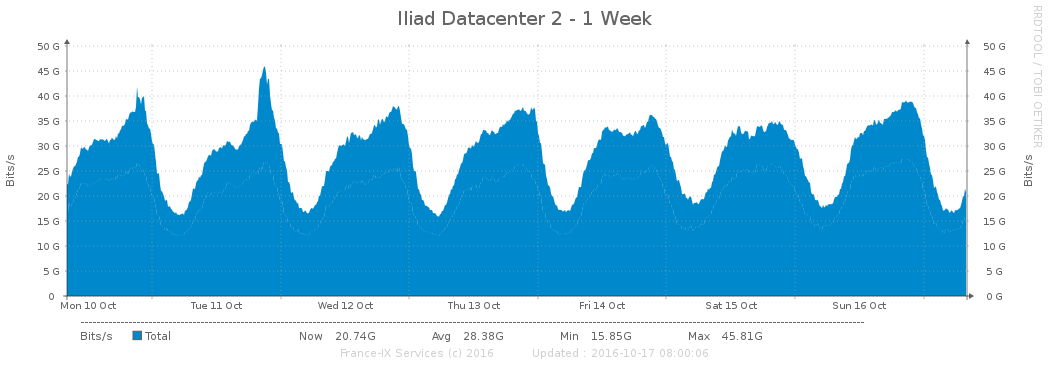 Iliad Datacenter 2 - 1 Week
RRDTOOL / TOBI OETIKER
Bits/s
Bits/s
50 G 50 G
45 G 45 G
40 G 40 G
35 G 35 G
30 G 30 G
25 G 25 G
20 G 20 G
15 G 15 G
10 G 10 G
5 G 5 G
0 0 G
Mon 10 Oct Tue 11 Oct Wed 12 Oct Thu 13 Oct Fri 14 Oct Sat 15 Oct Sun 16 Oct
Bits/s Total Now 20.74G Avg 28.38G Min 15.85G Max 45.81G
France-IX Services (c) 2016 Updated : 2016-10-17 08:00:06